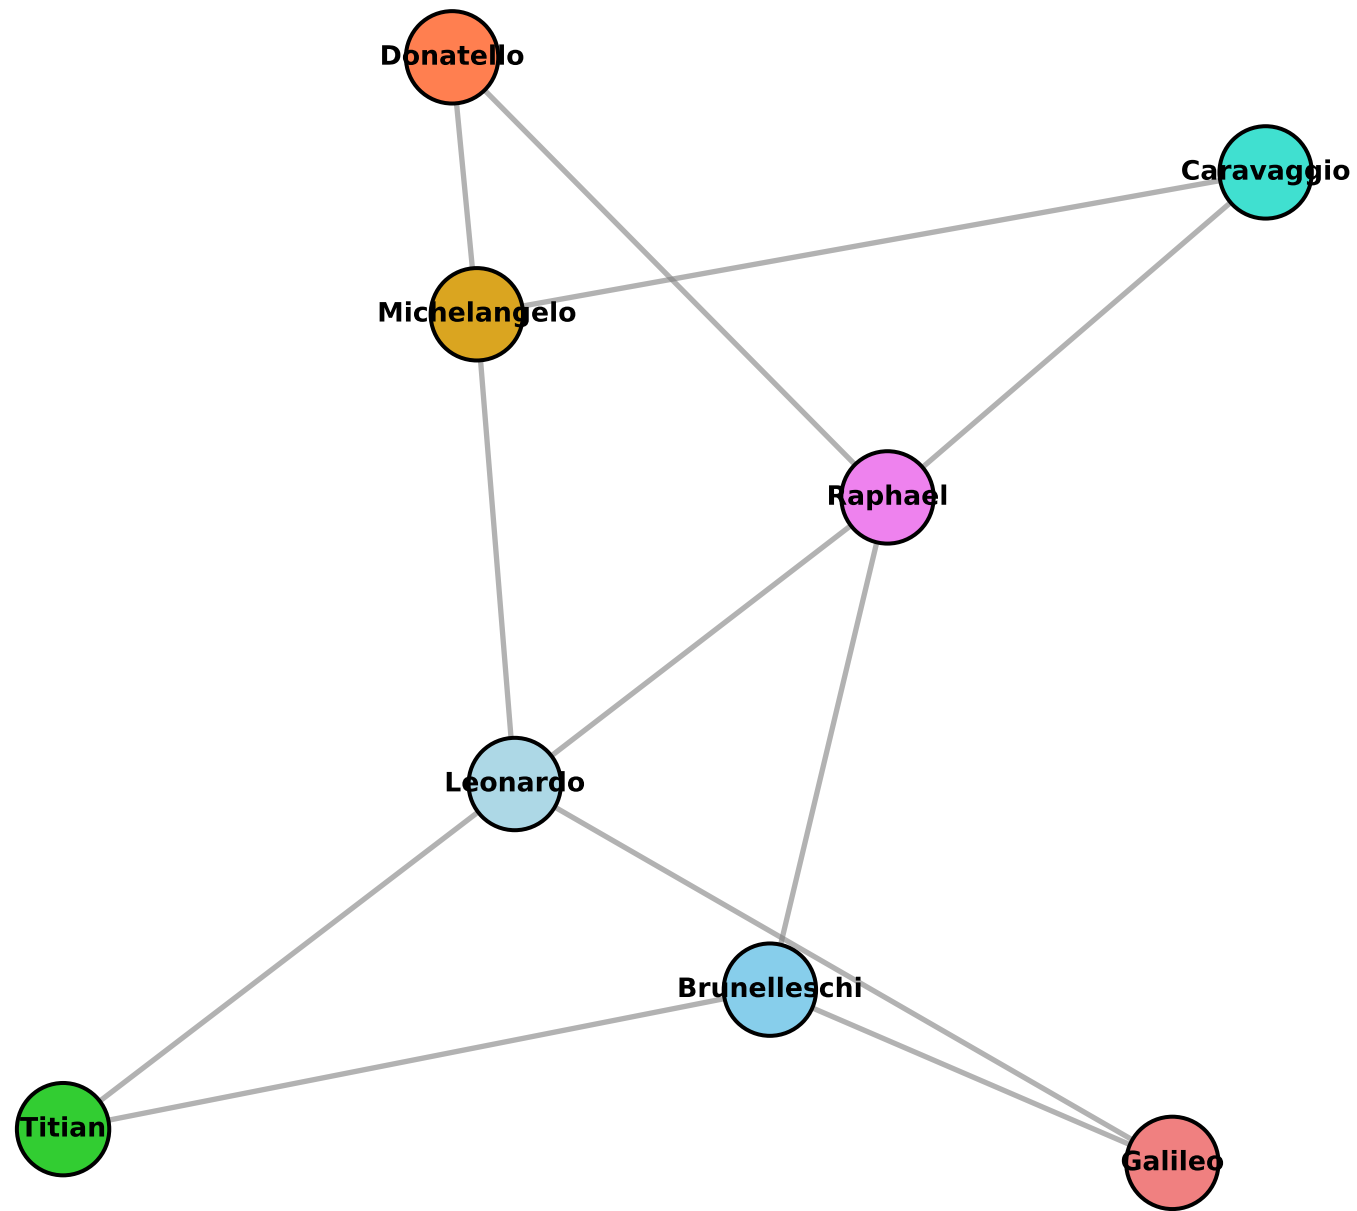 Donatello
Caravaggio
Michelangelo
Raphael
Leonardo
Brunelleschi
Titian
Galileo